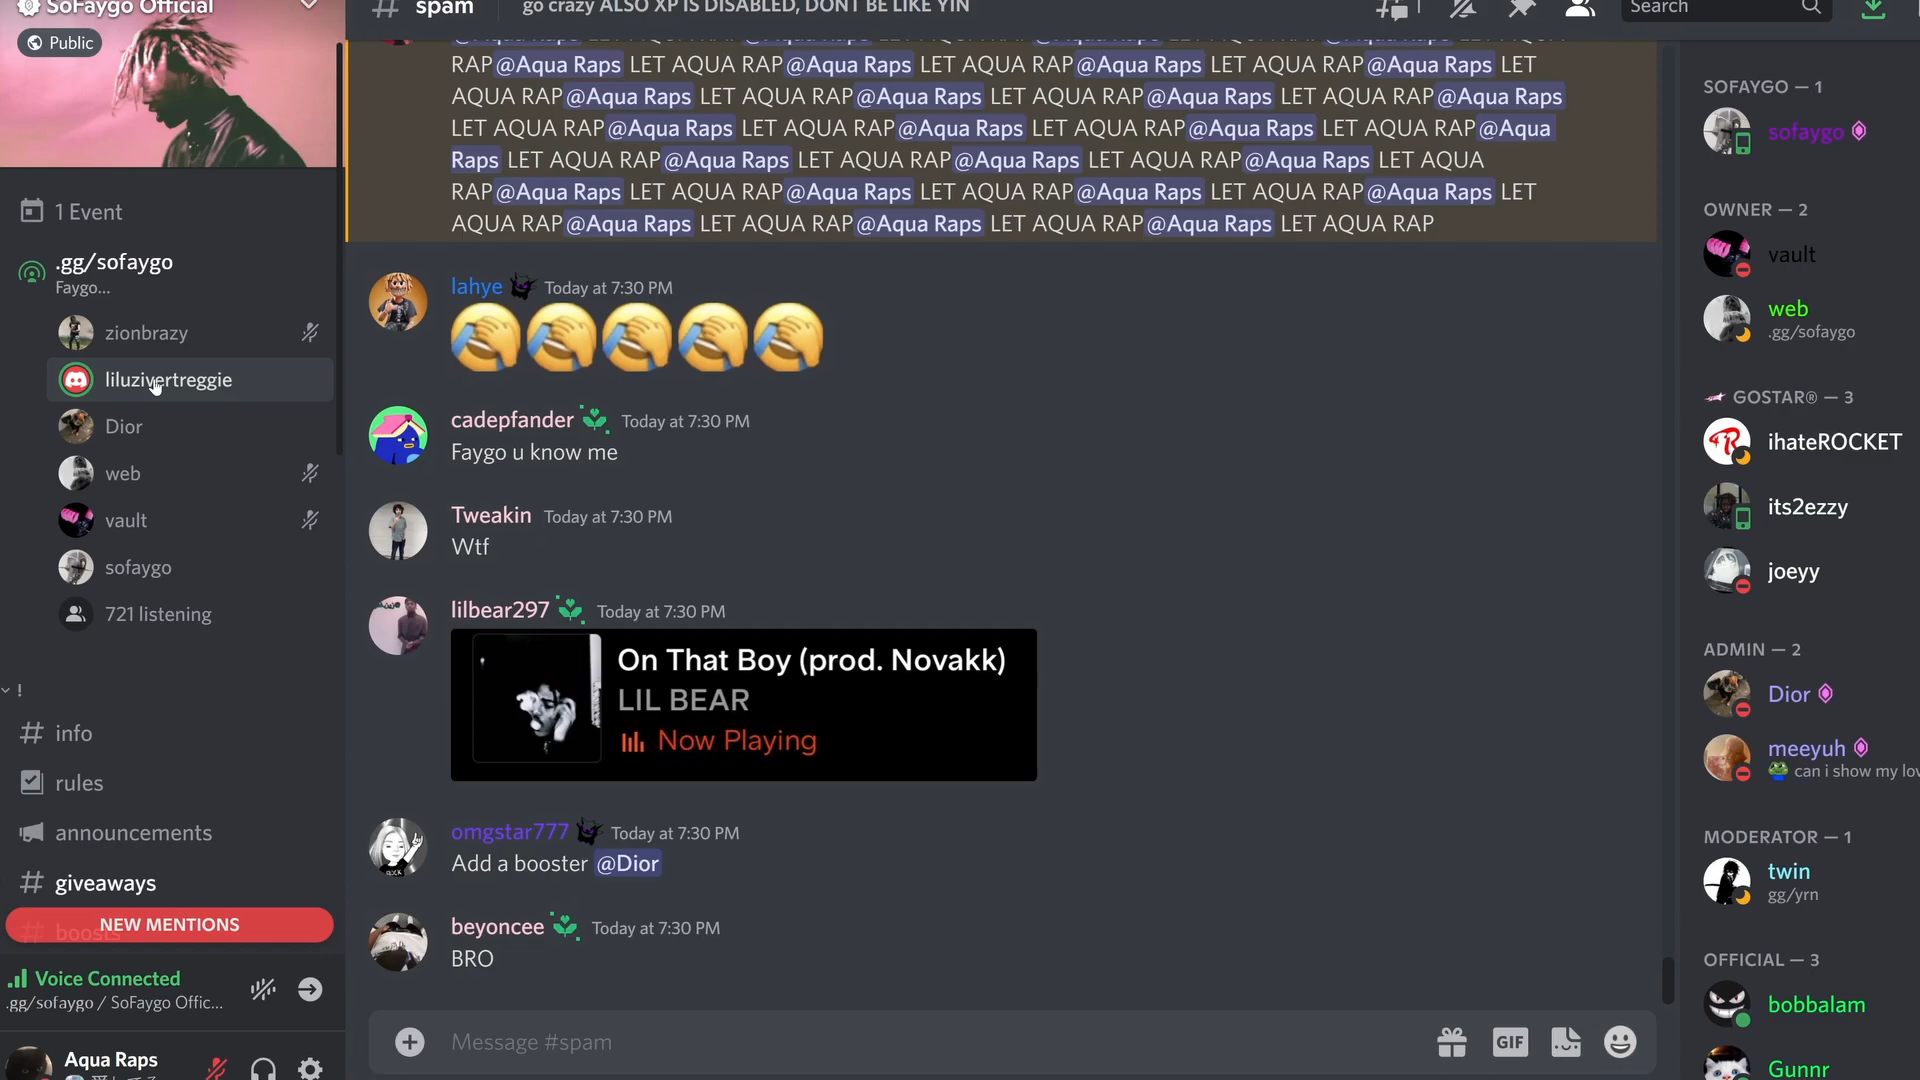 SoFaygo Official
Public
1 Event
.gg/sofaygo
Faygo...
zionbrazy
liluzivertreggie
Dior
web
vault
sofaygo
721 listening
!
info
rules
announcements
giveaways
boosts
NEW MENTIONS
Voice Connected
.gg/sofaygo / SoFaygo Offic...
Aqua Raps
spam
go crazy ALSO XP IS DISABLED, DONT BE LIKE YIN
1
Search
RAP@Aqua Raps LET AQUA RAP@Aqua Raps LET AQUA RAP@Aqua Raps LET AQUA RAP@Aqua Raps LET
AQUA RAP@Aqua Raps LET AQUA RAP@Aqua Raps LET AQUA RAP@Aqua Raps LET AQUA RAP@Aqua Raps
LET AQUA RAP@Aqua Raps LET AQUA RAP@Aqua Raps LET AQUA RAP@Aqua Raps LET AQUA RAP@Aqua
Raps LET AQUA RAP@Aqua Raps LET AQUA RAP@Aqua Raps LET AQUA RAP@Aqua Raps LET AQUA
RAP@Aqua Raps LET AQUA RAP@Aqua Raps LET AQUA RAP@Aqua Raps LET AQUA RAP@Aqua Raps LET
AQUA RAP@Aqua Raps LET AQUA RAP@Aqua Raps LET AQUA RAP@Aqua Raps LET AQUA RAP
lahye Today at 7:30 PM
cadepfander Today at 7:30 PM
Faygo u know me
Tweakin Today at 7:30 PM
Wtf
lilbear297 Today at 7:30 PM
On That Boy (prod. Novakk)
LIL BEAR
Now Playing
omgstar777 Today at 7:30 PM
Add a booster @Dior
beyoncee Today at 7:30 PM
BRO
Message #spam
GIF
SOFAYGO — 1
sofaygo
OWNER — 2
vault
web
.gg/sofaygo
GOSTAR® — 3
ihateROCKET
its2ezzy
joeyy
ADMIN — 2
Dior
meeyuh
can i show my lov
MODERATOR — 1
twin
gg/yrn
OFFICIAL — 3
bobbalam
Gunnr